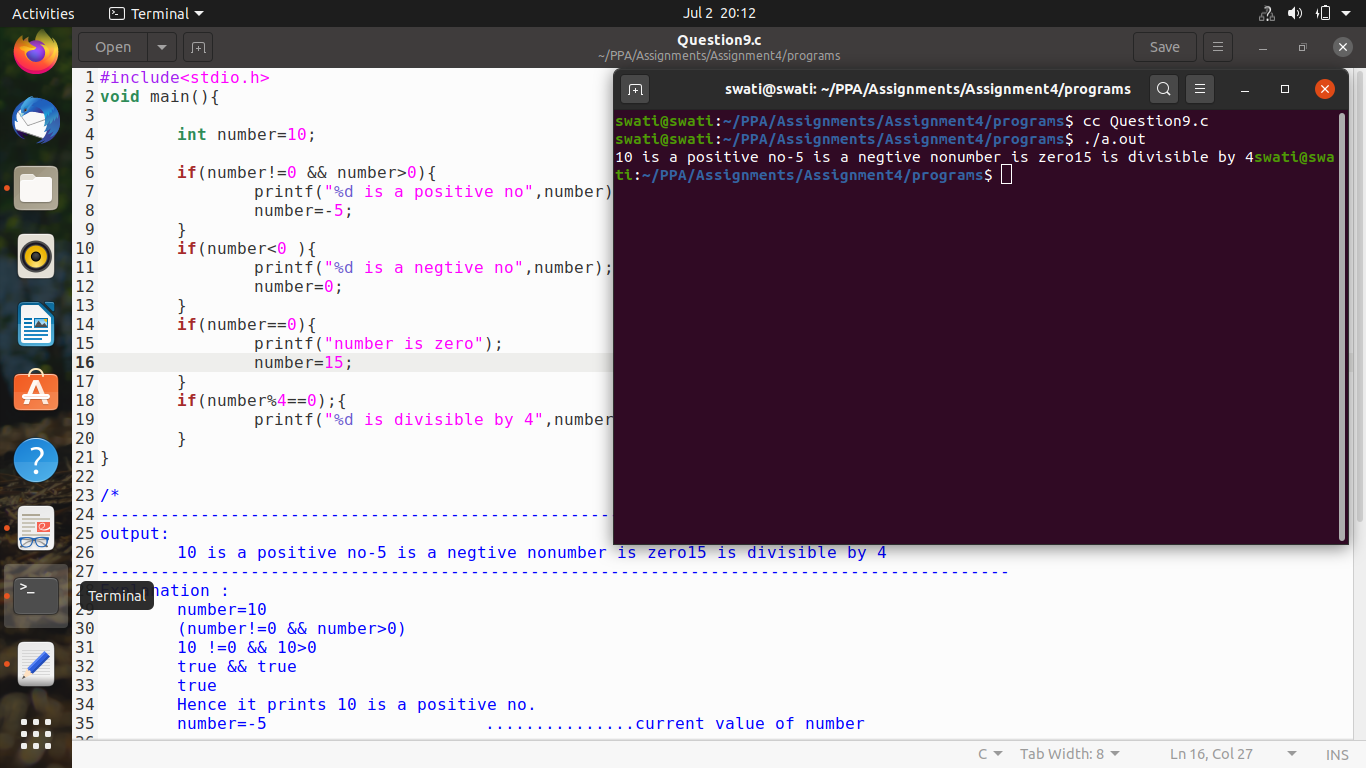 Activities Terminal Jul 2 20:12
Open Question9.c Save
~/PPA/Assignments/Assignment4/programs
1 #include<stdio.h>
2 void main(){
3
4 int number=10;
5
6 if(number!=0 && number>0){
7 printf("%d is a positive no",number)
8 number=-5;
9 }
10 if(number<0 ){
11 printf("%d is a negtive no",number);
12 number=0;
13 }
14 if(number==0){
15 printf("number is zero");
16 number=15;
17 }
18 if(number%4==0);{
19 printf("%d is divisible by 4",number
20 }
21 }
22
23 /*
24 ---------------------------------------------------
25 output:
26 10 is a positive no-5 is a negtive nonumber is zero15 is divisible by 4
27 -------------------------------------------------------------------------------------------
nation :
29 number=10
30 (number!=0 && number>0)
31 10 !=0 && 10>0
32 true && true
33 true
34 Hence it prints 10 is a positive no.
35 number=-5 ...............current value of number
Terminal
swati@swati: ~/PPA/Assignments/Assignment4/programs
swati@swati:~/PPA/Assignments/Assignment4/programs$ cc Question9.c
swati@swati:~/PPA/Assignments/Assignment4/programs$ ./a.out
10 is a positive no-5 is a negtive nonumber is zero15 is divisible by 4swati@swa
ti:~/PPA/Assignments/Assignment4/programs$
C Tab Width: 8 Ln 16, Col 27 INS